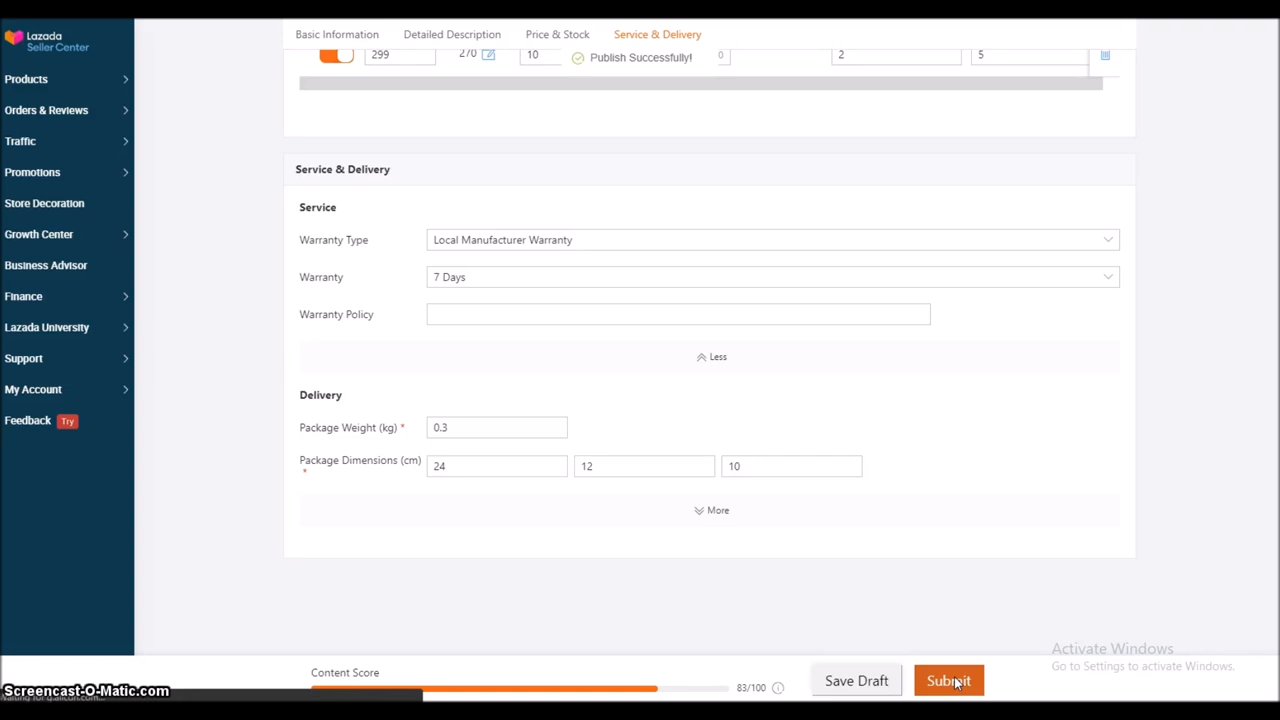 Lazada
Seller Center
Products
Orders & Reviews
Traffic
Promotions
Store Decoration
Growth Center
Business Advisor
Finance
Lazada University
Support
My Account
Feedback Try
Basic Information Detailed Description Price & Stock Service & Delivery
299 270 10 Publish Successfully! 0 2 5
Service & Delivery
Service
Warranty Type Local Manufacturer Warranty
Warranty 7 Days
Warranty Policy
Less
Delivery
Package Weight (kg) * 0.3
Package Dimensions (cm) * 24 12 10
More
Content Score
83/100
Save Draft Submit
Activate Windows
Go to Settings to activate Windows.
Screencast-O-Matic.com